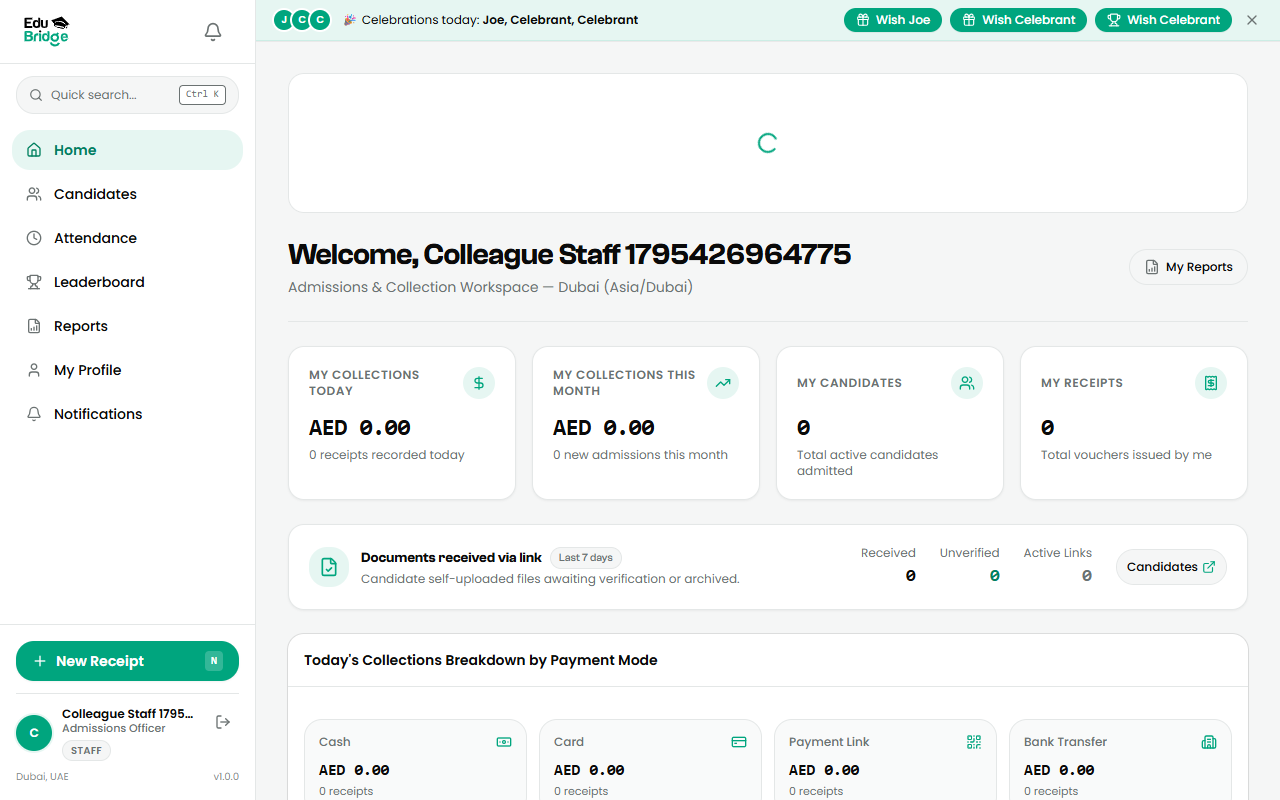 Edu
Bridge
J C C
🎉 Celebrations today: Joe, Celebrant, Celebrant
Wish Joe
Wish Celebrant
Wish Celebrant
Quick search...
Ctrl K
Home
Candidates
Attendance
Leaderboard
Reports
My Profile
Notifications
New Receipt
N
C
Colleague Staff 1795...
Admissions Officer
STAFF
Dubai, UAE
v1.0.0
Welcome, Colleague Staff 1795426964775
Admissions & Collection Workspace — Dubai (Asia/Dubai)
My Reports
MY COLLECTIONS
TODAY
AED 0.00
0 receipts recorded today
MY COLLECTIONS THIS
MONTH
AED 0.00
0 new admissions this month
MY CANDIDATES
0
Total active candidates
admitted
MY RECEIPTS
0
Total vouchers issued by me
Documents received via link
Last 7 days
Candidate self-uploaded files awaiting verification or archived.
Received
0
Unverified
0
Active Links
0
Candidates
Today's Collections Breakdown by Payment Mode
Cash
AED 0.00
0 receipts
Card
AED 0.00
0 receipts
Payment Link
AED 0.00
0 receipts
Bank Transfer
AED 0.00
0 receipts